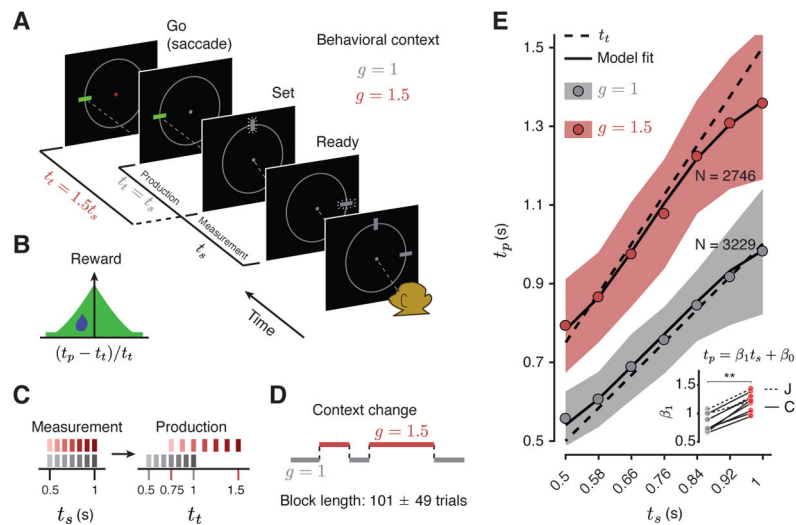 A
Go
(saccade)
Behavioral context
g = 1
g = 1.5
Set
Ready
t_t = 1.5t_s
t_t = t_s
Production
Measurement
t_s
Time
B
Reward
(t_p − t_t)/t_t
C
Measurement
Production
0.5
1
0.5
0.75
1
1.5
t_s (s)
t_t
D
Context change
g = 1.5
g = 1
Block length: 101 ± 49 trials
E
t_t
Model fit
g = 1
g = 1.5
N = 2746
N = 3229
t_p (s)
1.5
1.3
1.1
0.9
0.7
0.5
0.5
0.58
0.66
0.76
0.84
0.92
1
t_s (s)
t_p = β_1t_s + β_0
**
β_1
1.5
1
0.5
J
C